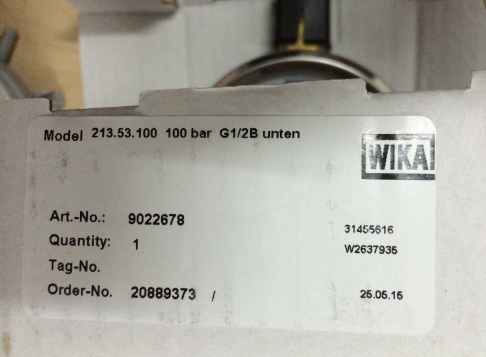 Model 213.53.100 100 bar G1/2B unten
WIKA
Art.-No.: 9022678
31455616
Quantity: 1
W2637935
Tag-No.
Order-No. 20889373 /
25.05.15